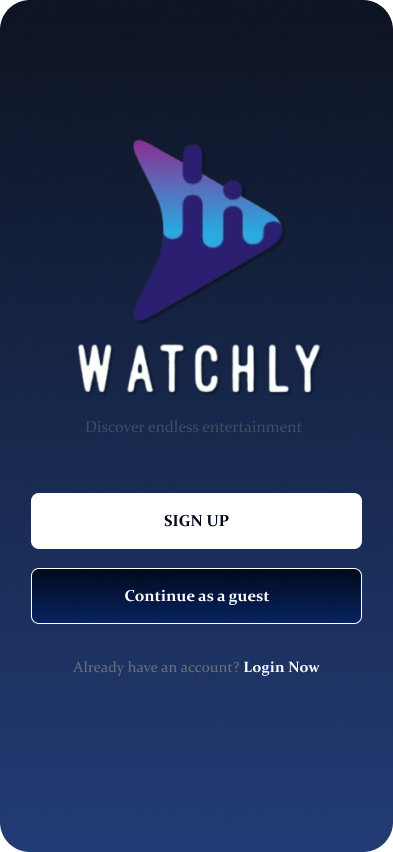 WATCHLY
Discover endless entertainment
SIGN UP
Continue as a guest
Already have an account? Login Now